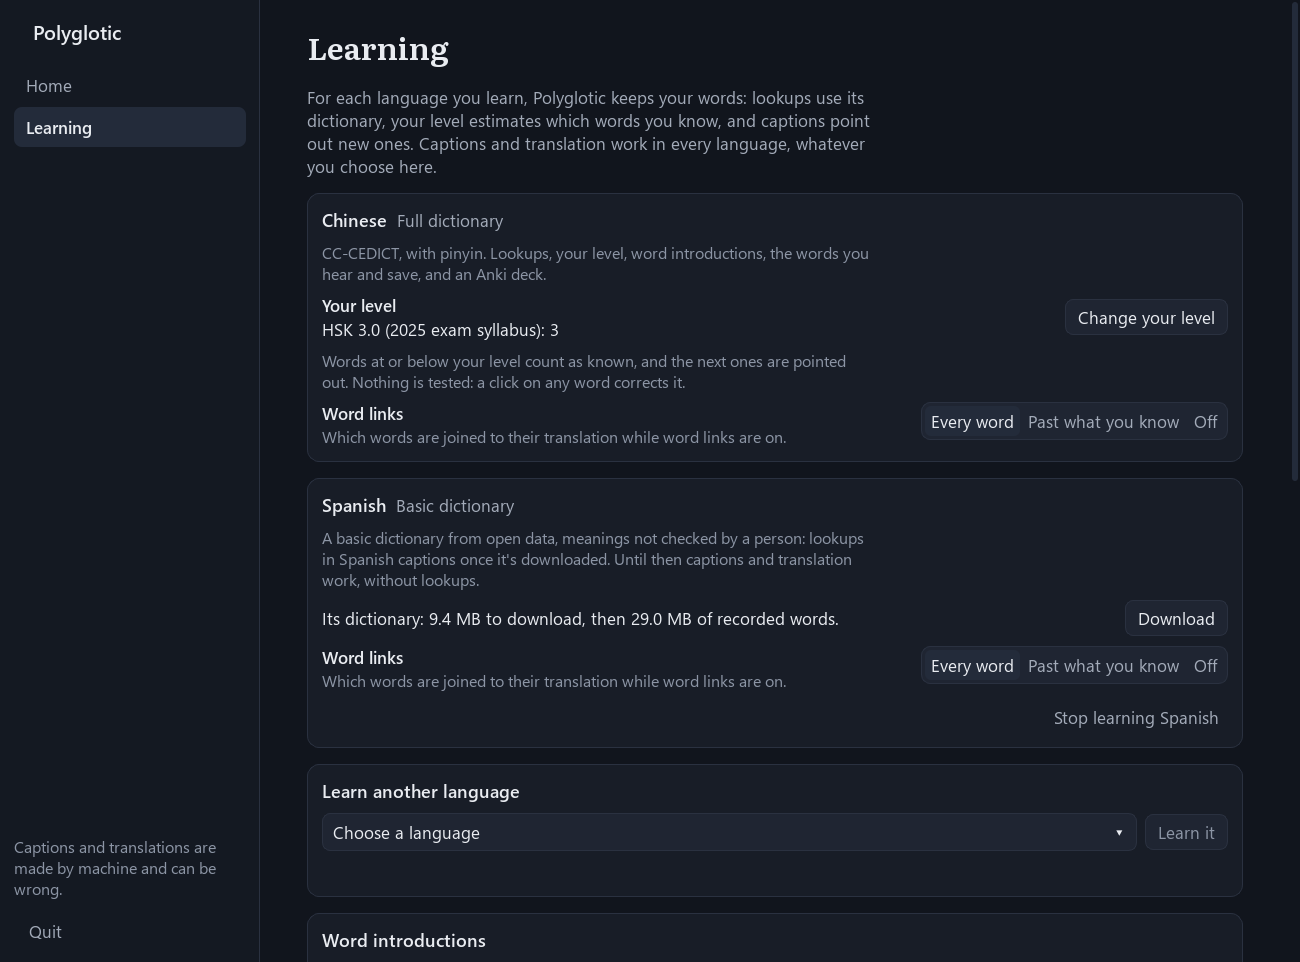 Polyglotic
Home
Learning
Captions and translations are
made by machine and can be
wrong.
Quit
Learning
For each language you learn, Polyglotic keeps your words: lookups use its
dictionary, your level estimates which words you know, and captions point
out new ones. Captions and translation work in every language, whatever
you choose here.
Chinese Full dictionary
CC-CEDICT, with pinyin. Lookups, your level, word introductions, the words you
hear and save, and an Anki deck.
Your level
HSK 3.0 (2025 exam syllabus): 3
Change your level
Words at or below your level count as known, and the next ones are pointed
out. Nothing is tested: a click on any word corrects it.
Word links
Which words are joined to their translation while word links are on.
Every word Past what you know Off
Spanish Basic dictionary
A basic dictionary from open data, meanings not checked by a person: lookups
in Spanish captions once it's downloaded. Until then captions and translation
work, without lookups.
Its dictionary: 9.4 MB to download, then 29.0 MB of recorded words.
Download
Word links
Which words are joined to their translation while word links are on.
Every word Past what you know Off
Stop learning Spanish
Learn another language
Choose a language
Learn it
Word introductions